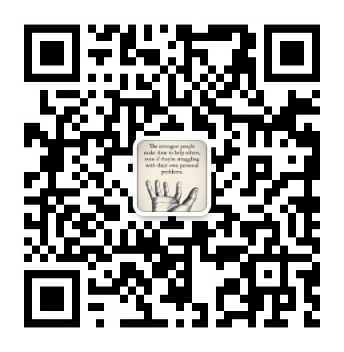 The strongest people
make time to help others,
even if they're struggling
with their own personal
problems.